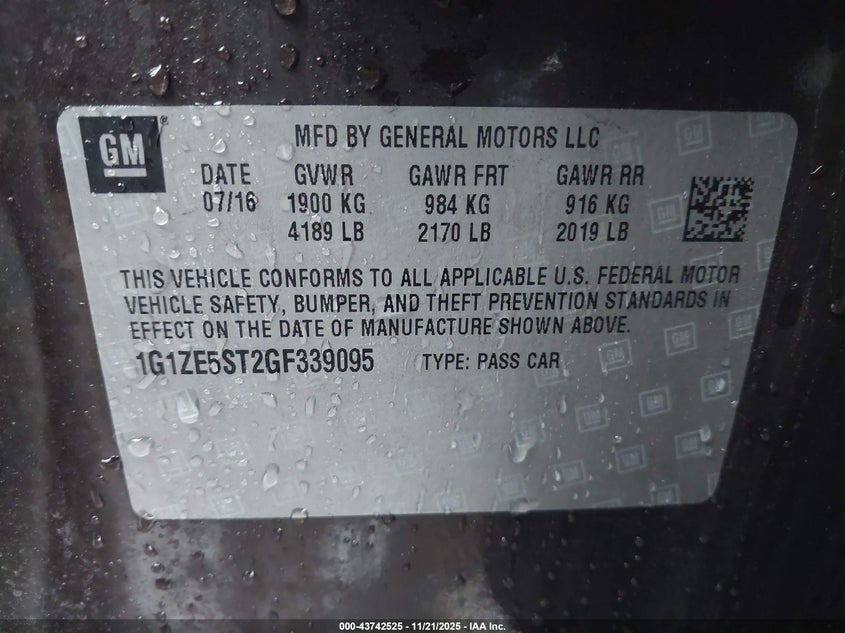 GM
MFD BY GENERAL MOTORS LLC
DATE GVWR GAWR FRT GAWR RR
07/16 1900 KG 984 KG 916 KG
4189 LB 2170 LB 2019 LB
THIS VEHICLE CONFORMS TO ALL APPLICABLE U.S. FEDERAL MOTOR
VEHICLE SAFETY, BUMPER, AND THEFT PREVENTION STANDARDS IN
EFFECT ON THE DATE OF MANUFACTURE SHOWN ABOVE.
1G1ZE5ST2GF339095 TYPE: PASS CAR
000-43742525 - 11/21/2025 - IAA Inc.